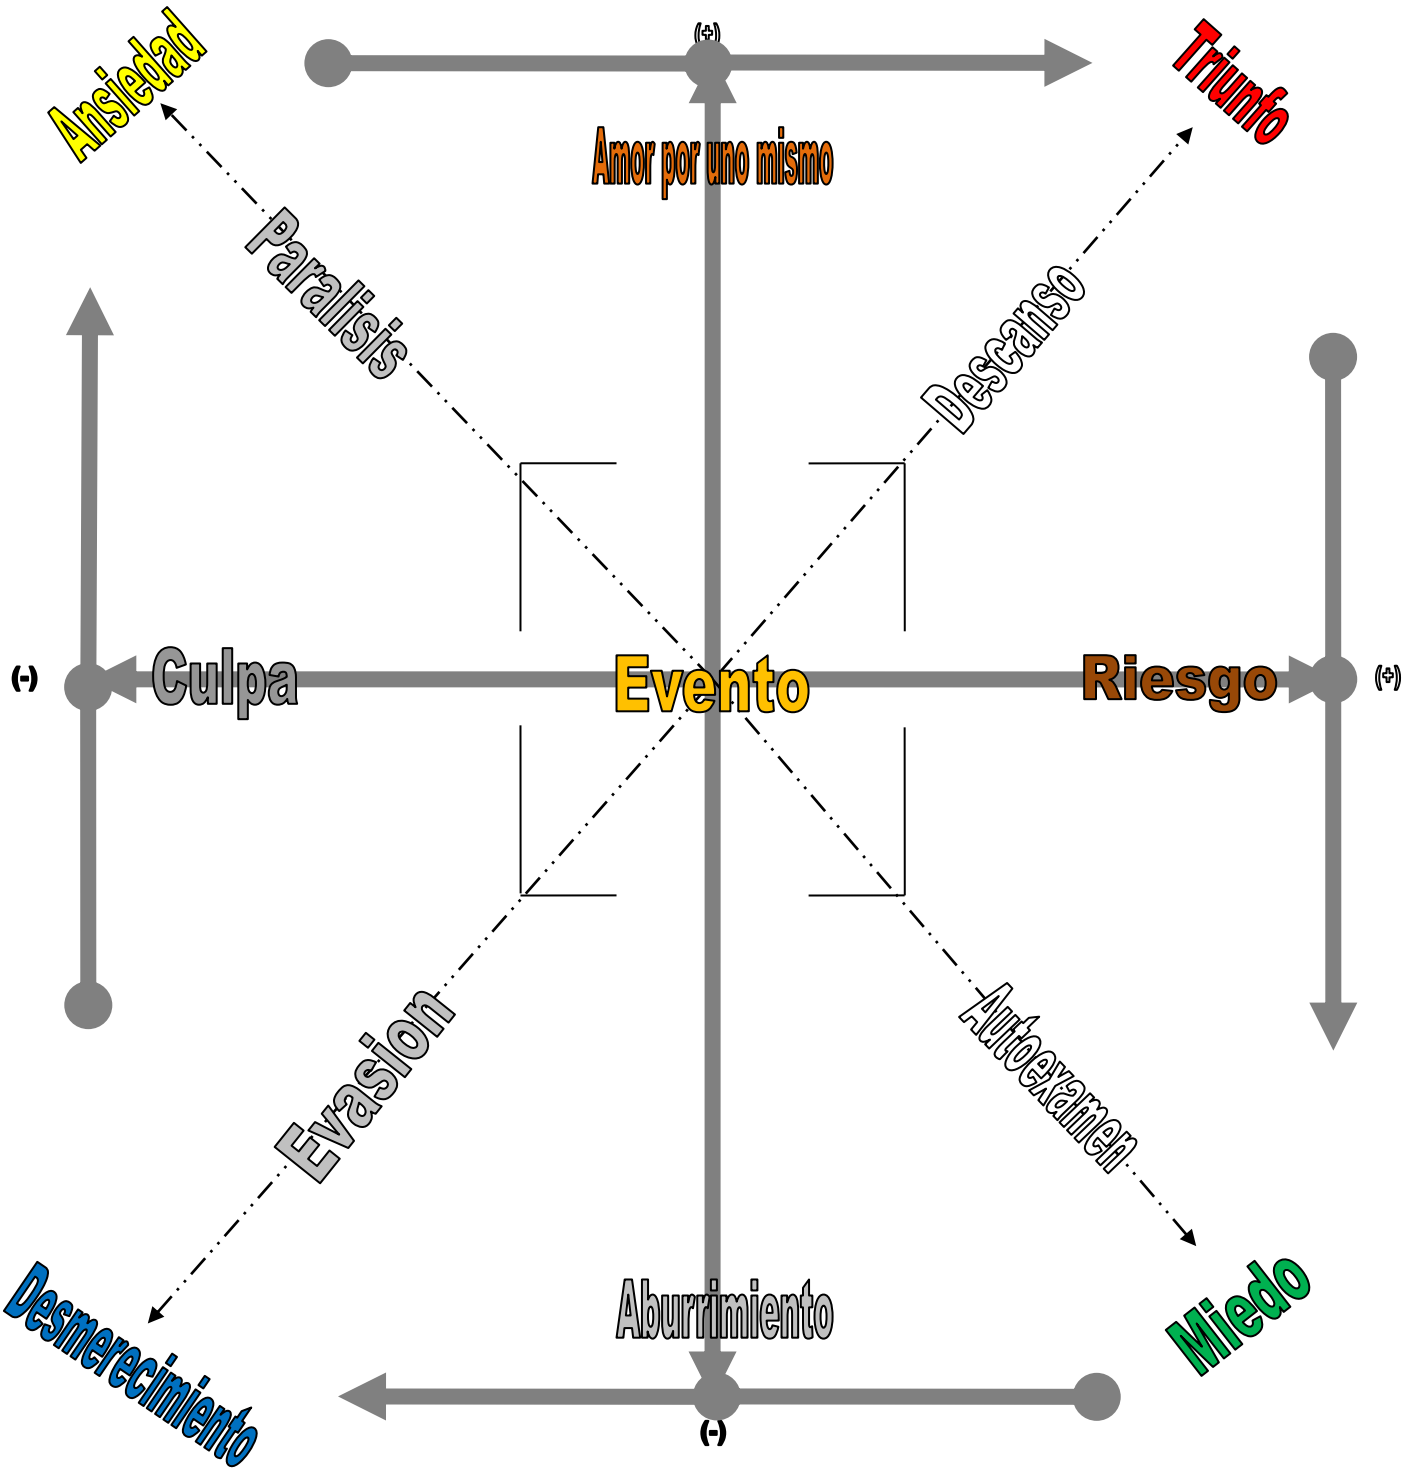 (+)
Ansiedad
Triunfo
Amor por uno mismo
Paralisis
Descanso
(-)
Culpa
Evento
Riesgo
(+)
Evasion
Autoexamen
Desmerecimiento
Aburrimiento
Miedo
(-)